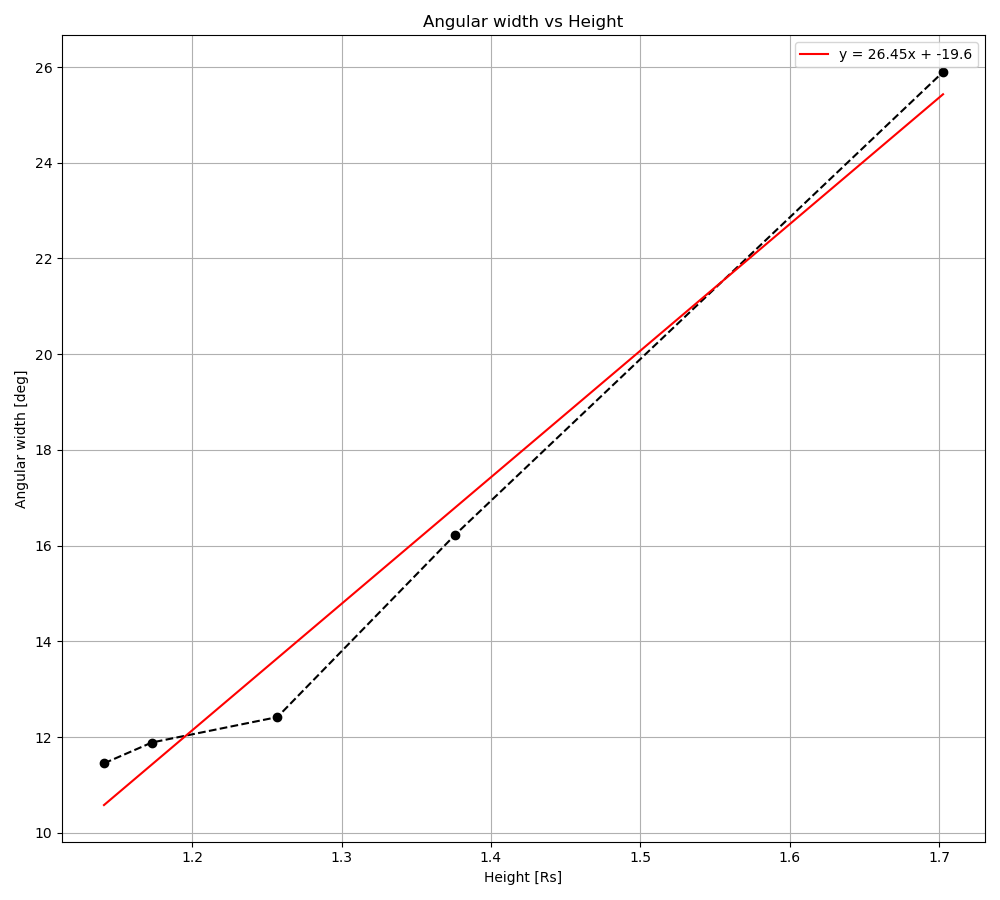 Angular width vs Height
y = 26.45x + -19.6
26
24
22
20
18
16
14
12
10
Angular width [deg]
1.2 1.3 1.4 1.5 1.6 1.7
Height [Rs]